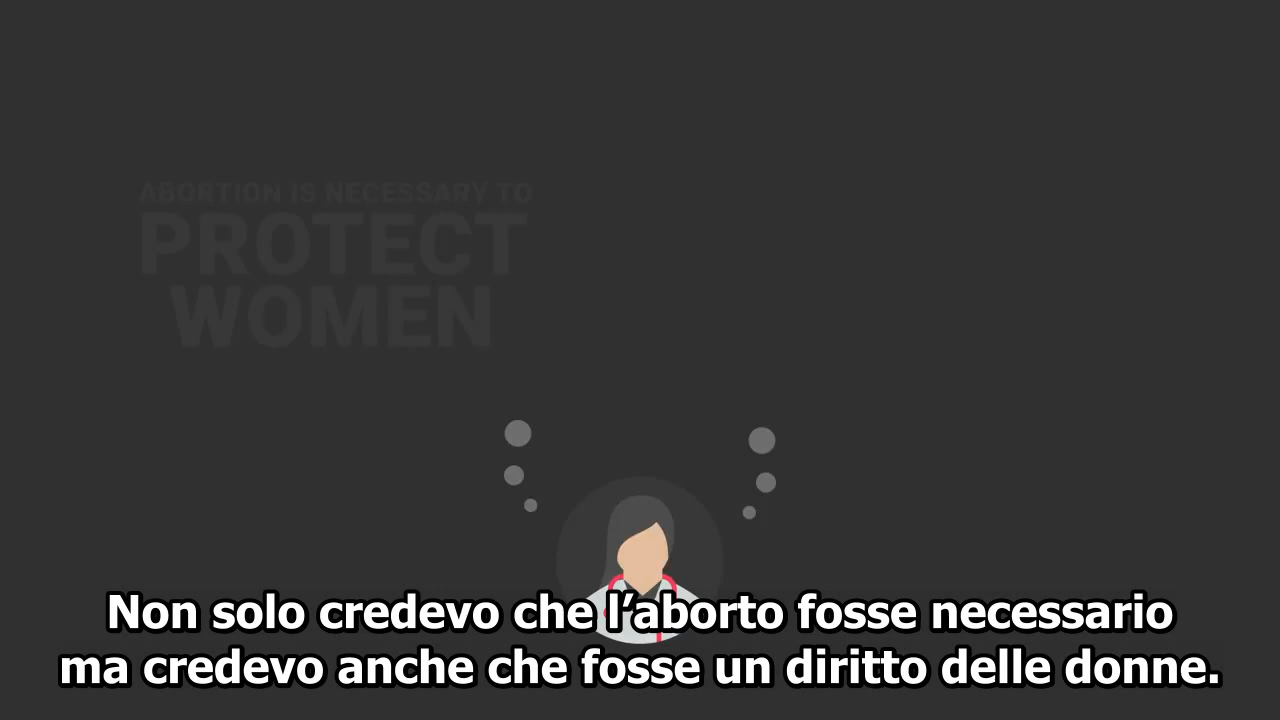 ABORTION IS NECESSARY TO
PROTECT
WOMEN
Non solo credevo che l’aborto fosse necessario
ma credevo anche che fosse un diritto delle donne.